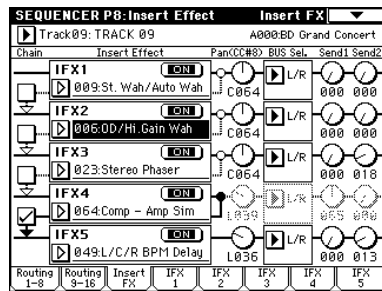 SEQUENCER P8:Insert Effect Insert FX
Track09: TRACK 09 A000:BD Grand Concert
Chain Insert Effect Pan(CC#8) BUS Sel. Send1 Send2
IFX1 ON
009:St. Wah/Auto Wah C064 L/R 000 000
IFX2 ON
006:OD/Hi.Gain Wah C064 L/R 000 000
IFX3 ON
023:Stereo Phaser C064 L/R 000 018
IFX4 ON
064:Comp - Amp Sim L039 L/R 065 000
IFX5 ON
049:L/C/R BPM Delay L036 L/R 000 013
Routing 1-8 Routing 9-16 Insert FX IFX 1 IFX 2 IFX 3 IFX 4 IFX 5